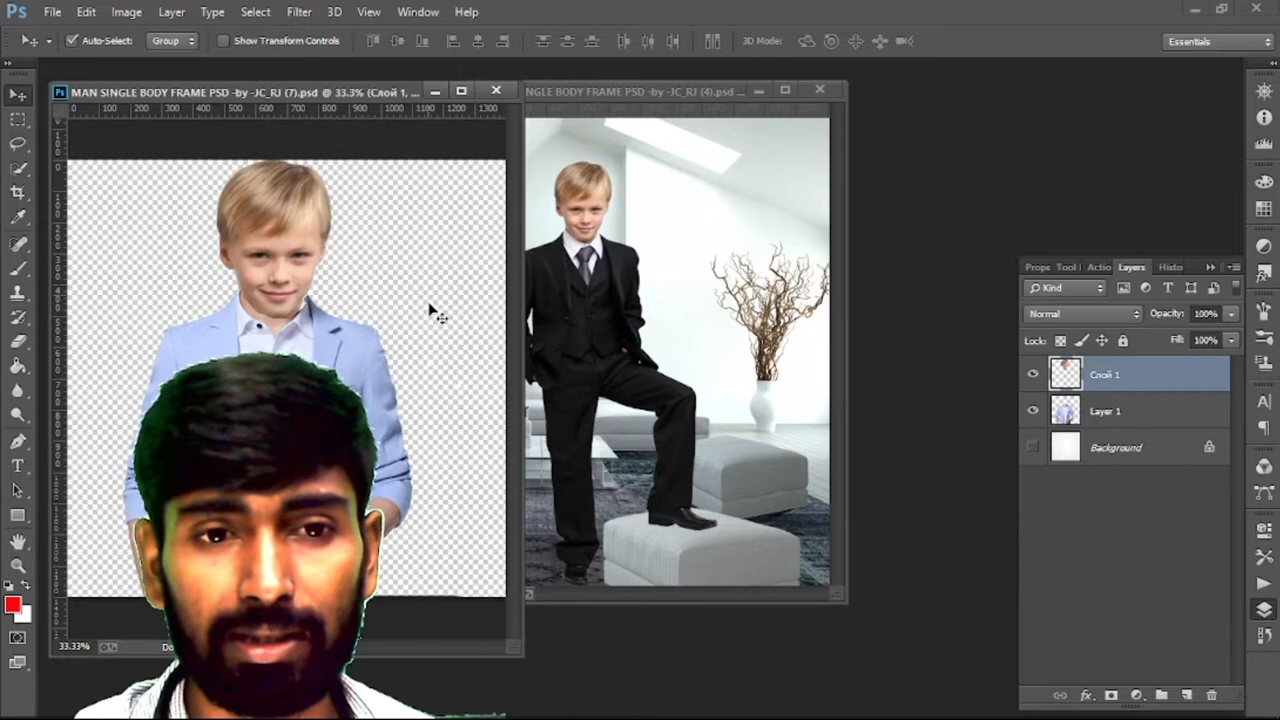 Ps File Edit Image Layer Type Select Filter 3D View Window Help
Auto-Select: Group Show Transform Controls 3D Mode: Essentials
MAN SINGLE BODY FRAME PSD -by -JC_RJ (7).psd @ 33.3% (Слой 1, ...
NGLE BODY FRAME PSD -by -JC_RJ (4).psd ...
0 100 200 300 400 500 600 700 800 900 1000 1100 1200 1300
Prope Tool Actio Layers Histo
Kind
Normal Opacity: 100%
Lock: Fill: 100%
Слой 1
Layer 1
Background
33.33% Do